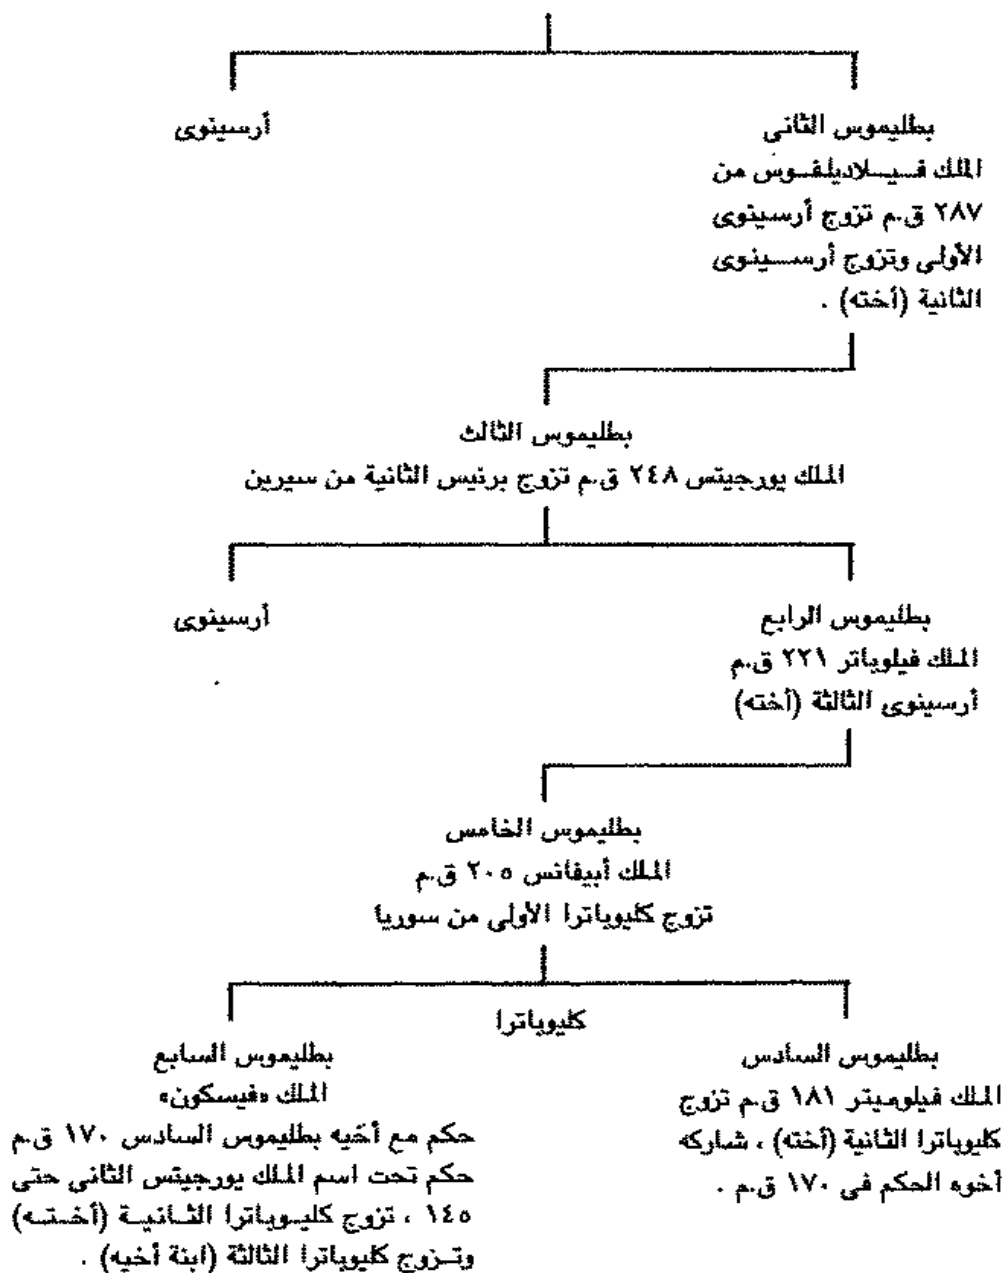 بطليموس الثانى
الملك فيلاديلفوس من
٢٨٧ ق.م تزوج أرسينوى
الأولى وتزوج أرسينوى
الثانية (أخته) .
أرسينوى
بطليموس الثالث
الملك يورجيتس ٢٤٨ ق.م تزوج برنيس الثانية من سيرين
بطليموس الرابع
الملك فيلوباتر ٢٢١ ق.م
أرسينوى الثالثة (أخته)
أرسينوى
بطليموس الخامس
الملك أبيفانس ٢٠٥ ق.م
تزوج كليوباترا الأولى من سوريا
كليوباترا
بطليموس السادس
الملك فيلوميتر ١٨١ ق.م تزوج
كليوباترا الثانية (أخته) ، شاركه
أخوه الحكم فى ١٧٠ ق.م .
بطليموس السابع
الملك «فيسكون»
حكم مع أخيه بطليموس السادس ١٧٠ ق.م
حكم تحت اسم الملك يورجيتس الثانى حتى
١٤٥ ، تزوج كليوباترا الثانية (أخته)
وتزوج كليوباترا الثالثة (ابنة أخيه) .